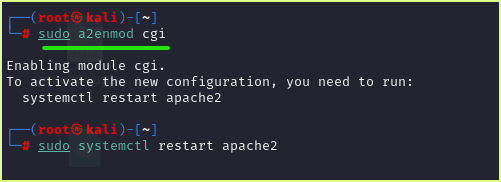 ┌──(root㉿kali)-[~]
└─# sudo a2enmod cgi
Enabling module cgi.
To activate the new configuration, you need to run:
  systemctl restart apache2
┌──(root㉿kali)-[~]
└─# sudo systemctl restart apache2